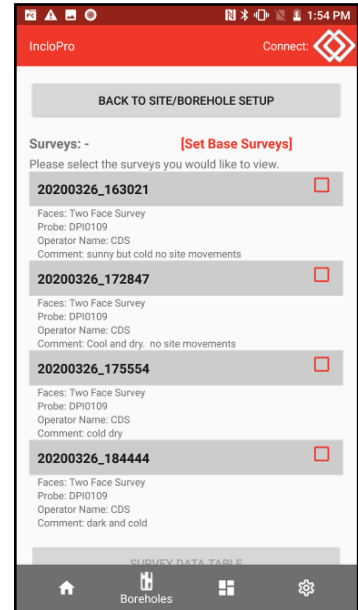 1:54 PM
IncloPro Connect:
BACK TO SITE/BOREHOLE SETUP
Surveys: - [Set Base Surveys]
Please select the surveys you would like to view.
20200326_163021
Faces: Two Face Survey
Probe: DPI0109
Operator Name: CDS
Comment: sunny but cold no site movements
20200326_172847
Faces: Two Face Survey
Probe: DPI0109
Operator Name: CDS
Comment: Cool and dry.  no site movements
20200326_175554
Faces: Two Face Survey
Probe: DPI0109
Operator Name: CDS
Comment: cold dry
20200326_184444
Faces: Two Face Survey
Probe: DPI0109
Operator Name: CDS
Comment: dark and cold
SURVEY DATA TABLE
Boreholes